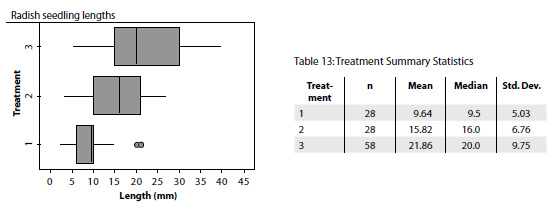 Radish seedling lengths
Treatment
3
2
1
0 5 10 15 20 25 30 35 40 45
Length (mm)
Table 13:Treatment Summary Statistics
Treat-
ment n Mean Median Std. Dev.
1 28 9.64 9.5 5.03
2 28 15.82 16.0 6.76
3 58 21.86 20.0 9.75